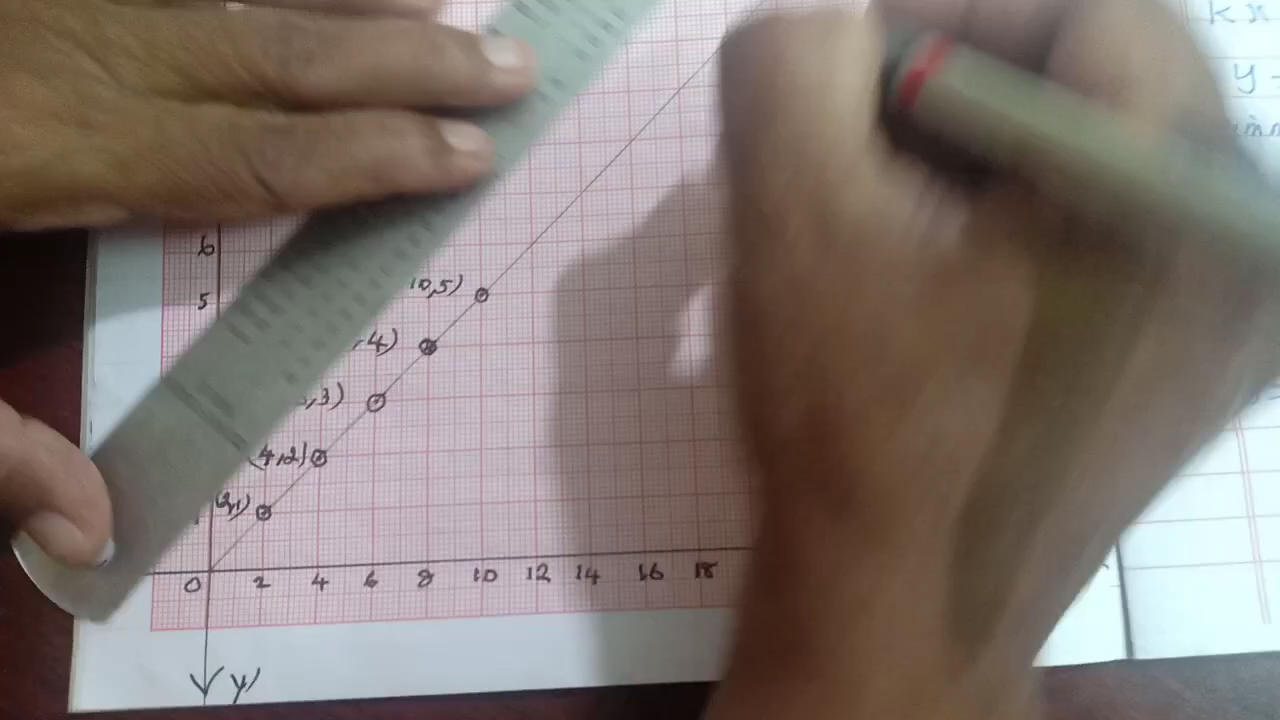 kx
y -
6
5
10,5)
,4)
,3)
(4,2)
2,1)
0 2 4 6 8 10 12 14 16 18
y'